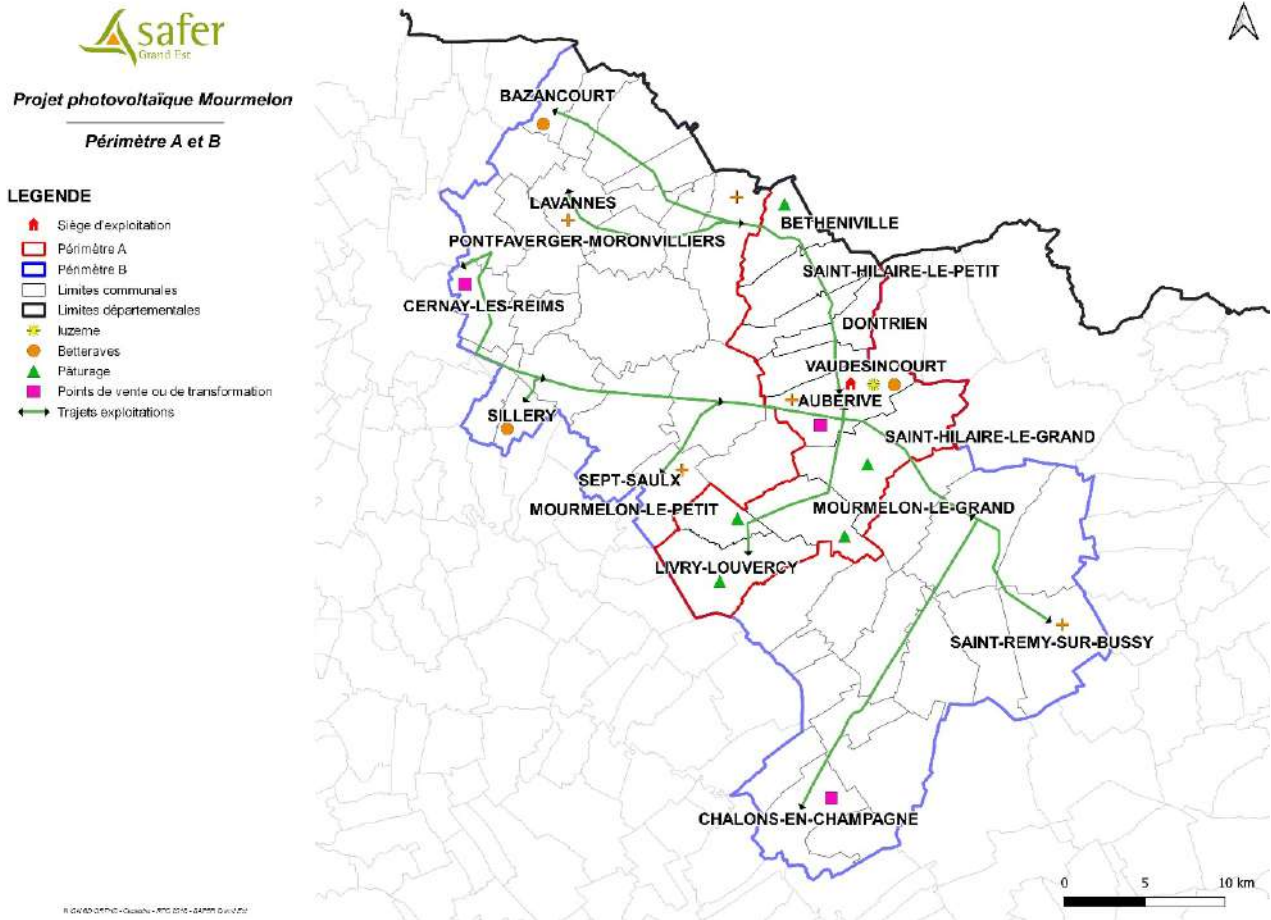 safer
Grand Est
Projet photovoltaïque Mourmelon
Périmètre A et B
LEGENDE
Siège d'exploitation
Périmètre A
Périmètre B
Limites communales
Limites départementales
luzerne
Betteraves
Pâturage
Points de vente ou de transformation
Trajets exploitations
BAZANCOURT
LAVANNES
BETHENIVILLE
PONTFAVERGER-MORONVILLIERS
SAINT-HILAIRE-LE-PETIT
CERNAY-LES-REIMS
DONTRIEN
VAUDESINCOURT
AUBERIVE
SILLERY
SAINT-HILAIRE-LE-GRAND
SEPT-SAULX
MOURMELON-LE-PETIT
MOURMELON-LE-GRAND
LIVRY-LOUVERCY
SAINT-REMY-SUR-BUSSY
CHALONS-EN-CHAMPAGNE
0 5 10 km